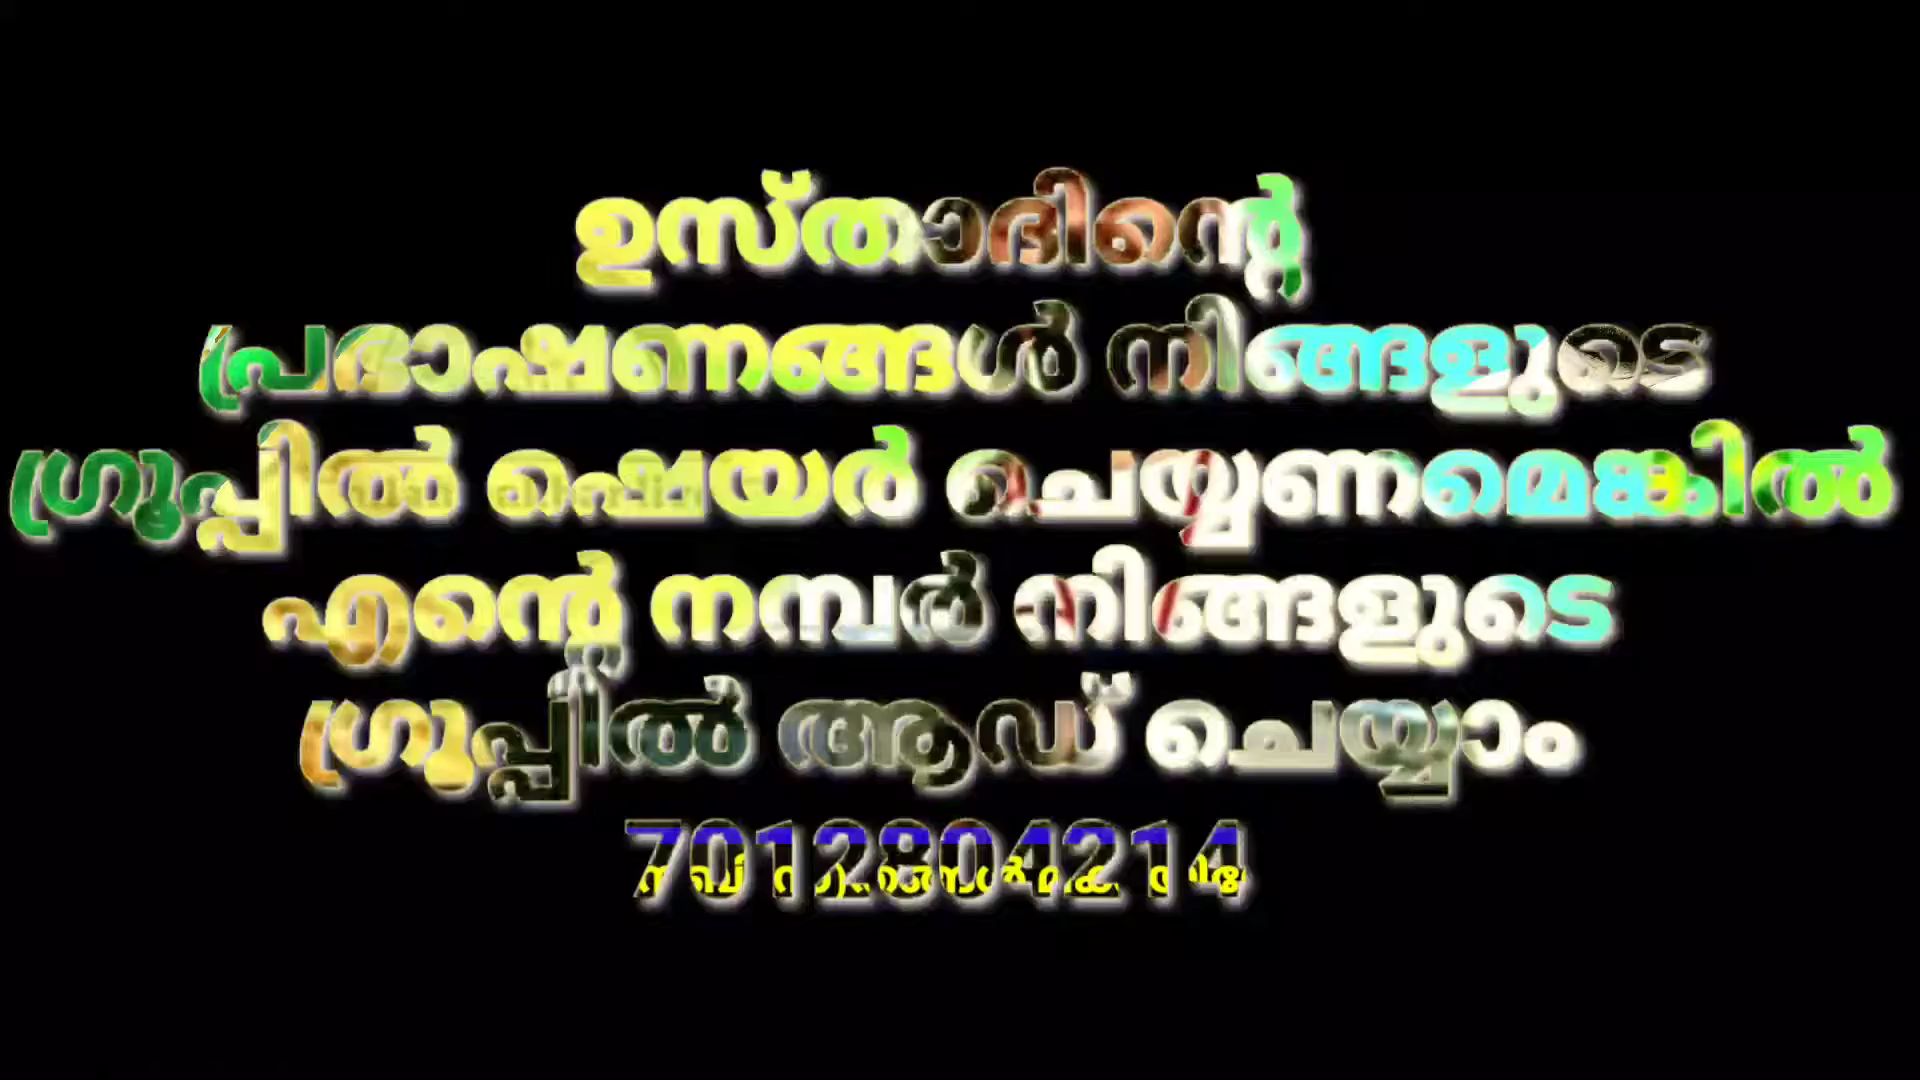 ഉസ്താദിന്റെ
പ്രഭാഷണങ്ങൾ നിങ്ങളുടെ
ഗ്രൂപ്പിൽ ഷെയർ ചെയ്യണമെങ്കിൽ
എന്റെ നമ്പർ നിങ്ങളുടെ
ഗ്രൂപ്പിൽ ആഡ് ചെയ്യാം
7012804214